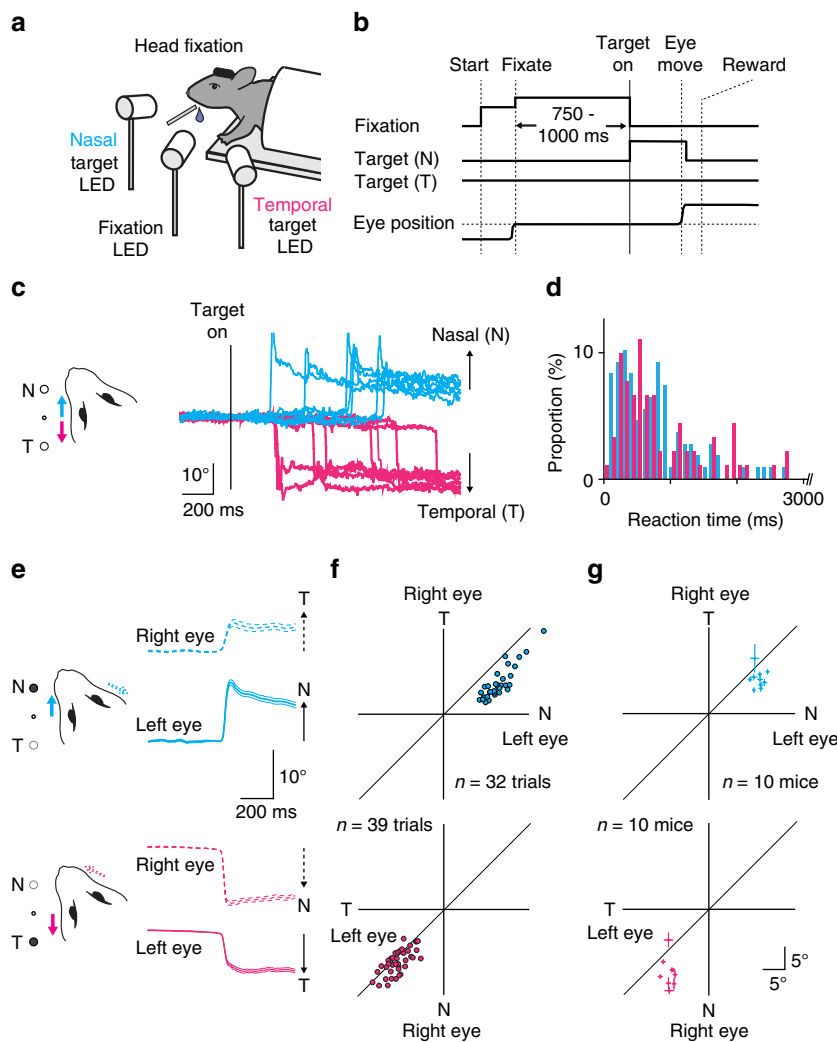 a
Head fixation
Nasal
target
LED
Fixation
LED
Temporal
target
LED
b
Start
Fixate
Target
on
Eye
move
Reward
Fixation
750 -
1000 ms
Target (N)
Target (T)
Eye position
c
Target
on
Nasal (N)
N
T
10°
200 ms
Temporal (T)
d
Proportion (%)
10
0
3000
Reaction time (ms)
e
T
Right eye
N
N
T
Left eye
10°
200 ms
Right eye
N
N
T
Left eye
T
f
Right eye
T
N
Left eye
n = 32 trials
n = 39 trials
T
Left eye
N
Right eye
g
Right eye
T
N
Left eye
n = 10 mice
n = 10 mice
T
Left eye
5°
5°
N
Right eye